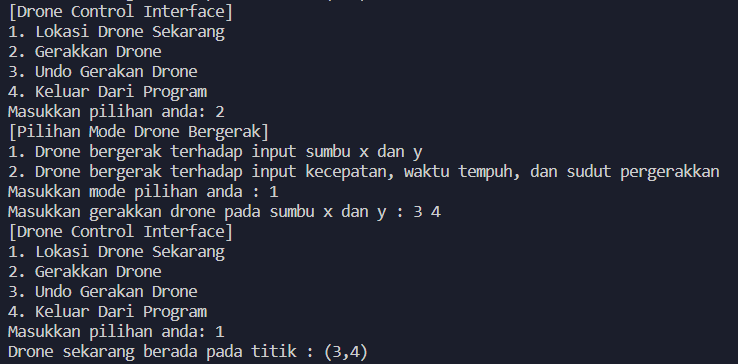 [Drone Control Interface]
1. Lokasi Drone Sekarang
2. Gerakkan Drone
3. Undo Gerakan Drone
4. Keluar Dari Program
Masukkan pilihan anda: 2
[Pilihan Mode Drone Bergerak]
1. Drone bergerak terhadap input sumbu x dan y
2. Drone bergerak terhadap input kecepatan, waktu tempuh, dan sudut pergerakkan
Masukkan mode pilihan anda : 1
Masukkan gerakkan drone pada sumbu x dan y : 3 4
[Drone Control Interface]
1. Lokasi Drone Sekarang
2. Gerakkan Drone
3. Undo Gerakan Drone
4. Keluar Dari Program
Masukkan pilihan anda: 1
Drone sekarang berada pada titik : (3,4)